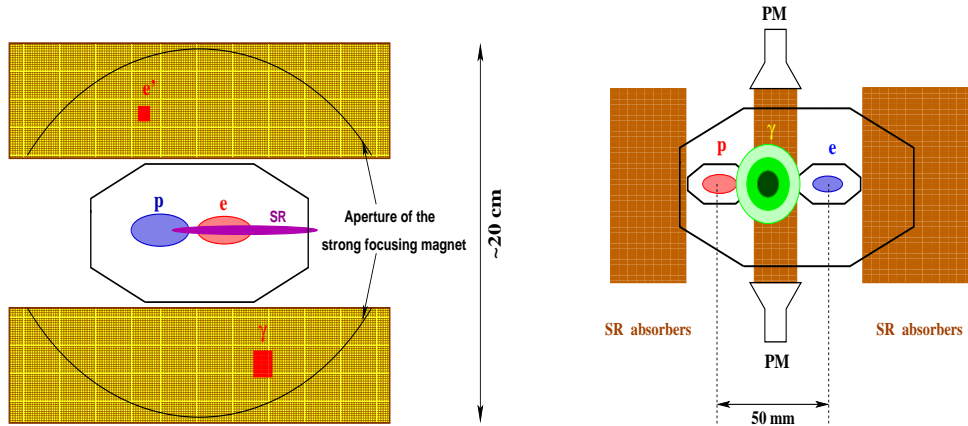 e'
p
e
SR
γ
Aperture of the
strong focusing magnet
~20 cm
PM
γ
p
e
SR absorbers
SR absorbers
PM
50 mm